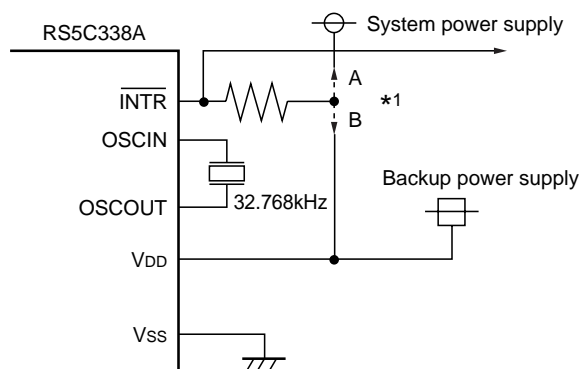 RS5C338A
System power supply
A
INTR
*1
B
OSCIN
Backup power supply
OSCOUT
32.768kHz
VDD
VSS